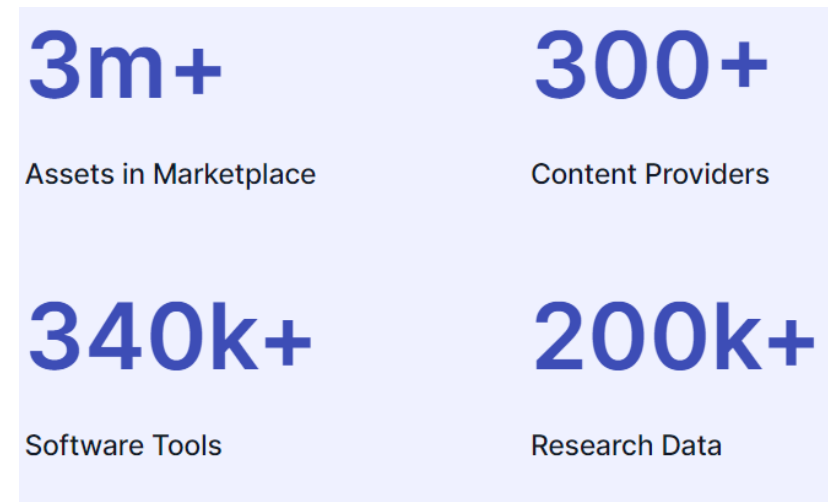 3m+
Assets in Marketplace
300+
Content Providers
340k+
Software Tools
200k+
Research Data